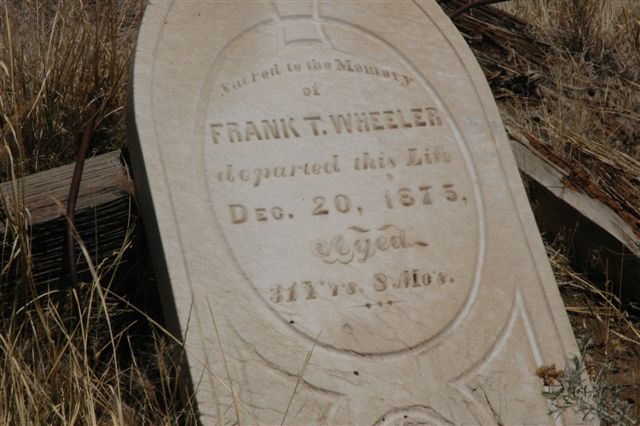 Sacred to the Memory
of
FRANK T. WHEELER
departed this Life
DEC. 20, 1875,
Aged
31 Y'rs. 8 Mo's.